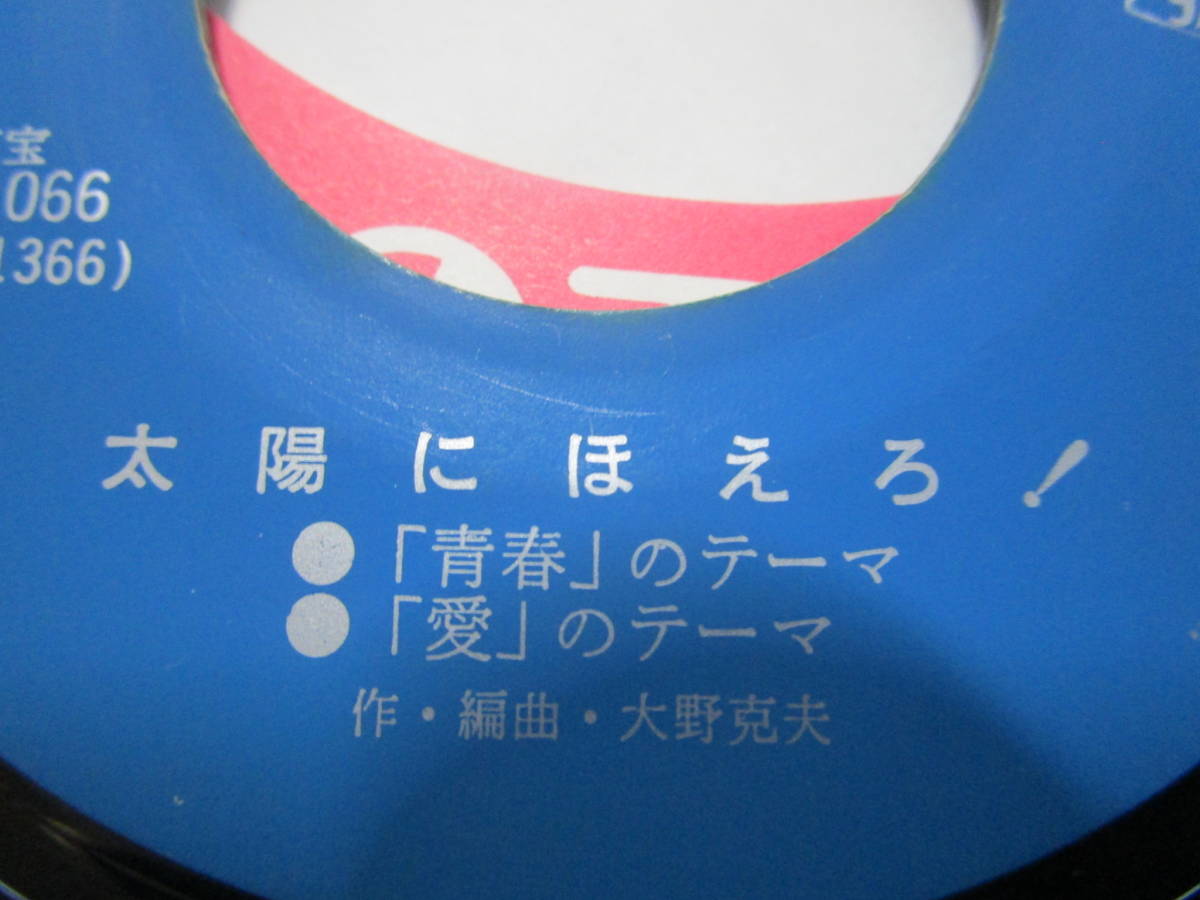 宝
066
1366)
太陽にほえろ!
●「青春」のテーマ
●「愛」のテーマ
作・編曲・大野克夫